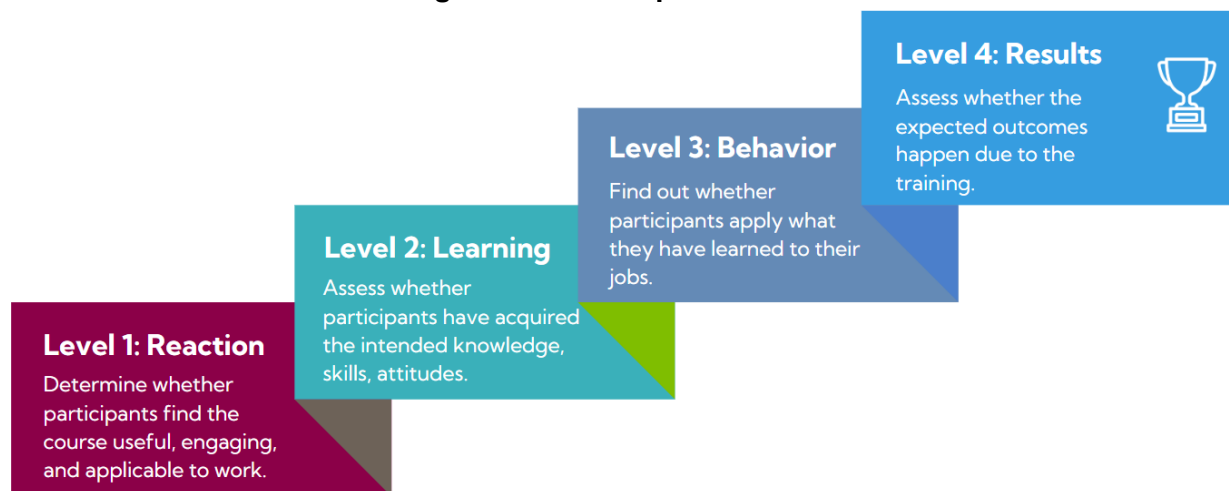 Level 4: Results
Assess whether the
expected outcomes
happen due to the
training.
Level 3: Behavior
Find out whether
participants apply what
they have learned to their
jobs.
Level 2: Learning
Assess whether
participants have acquired
the intended knowledge,
skills, attitudes.
Level 1: Reaction
Determine whether
participants find the
course useful, engaging,
and applicable to work.